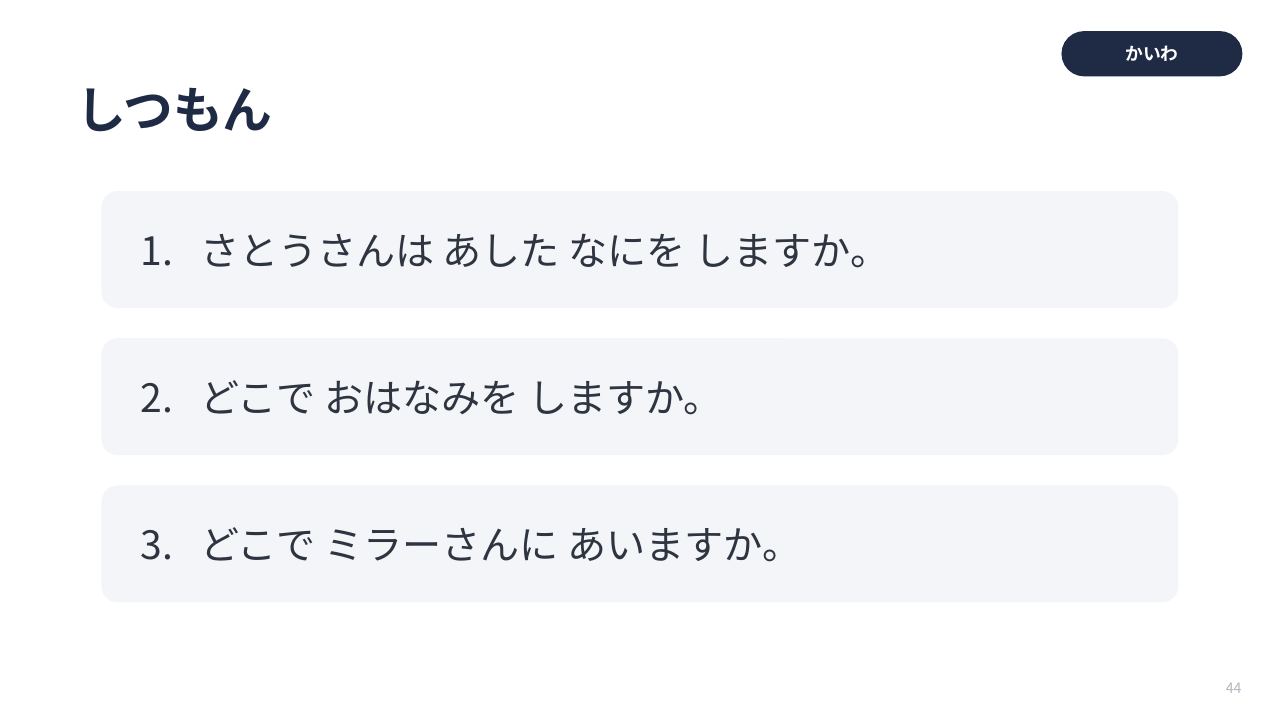 かいわ
しつもん
1. さとうさんは あした なにを しますか。
2. どこで おはなみを しますか。
3. どこで ミラーさんに あいますか。
44